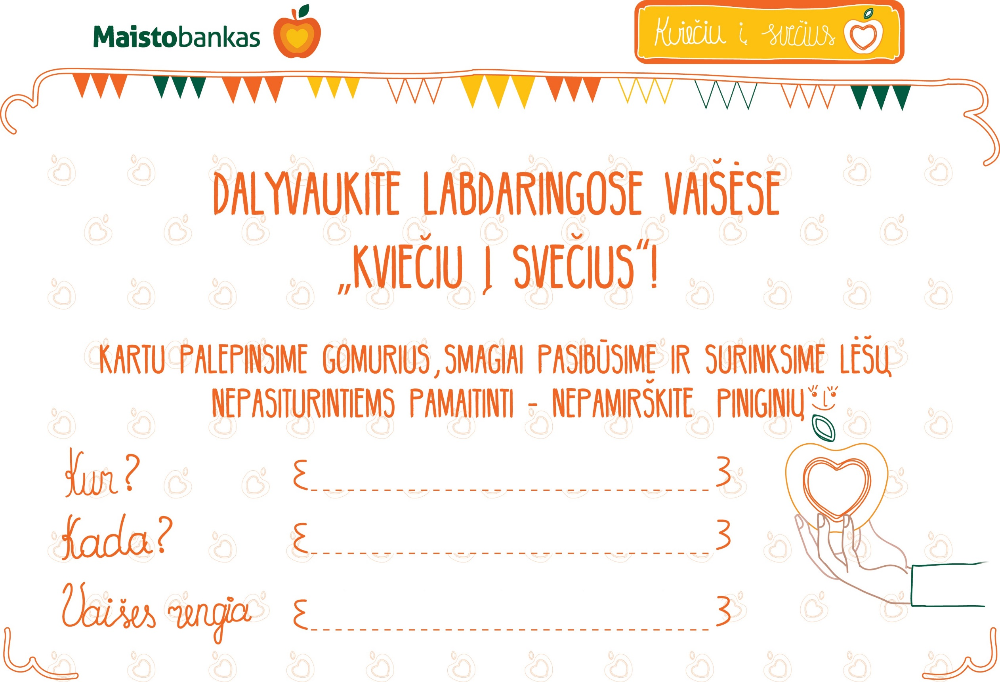 Maistobankas
Kviečiu į svečius
DALYVAUKITE LABDARINGOSE VAIŠĖSE
„KVIEČIU Į SVEČIUS“!
KARTU PALEPINSIME GOMURIUS, SMAGIAI PASIBŪSIME IR SURINKSIME LĖŠŲ
NEPASITURINTIEMS PAMAITINTI - NEPAMIRŠKITE PINIGINIŲ
Kur?
Kada?
Vaišes rengia